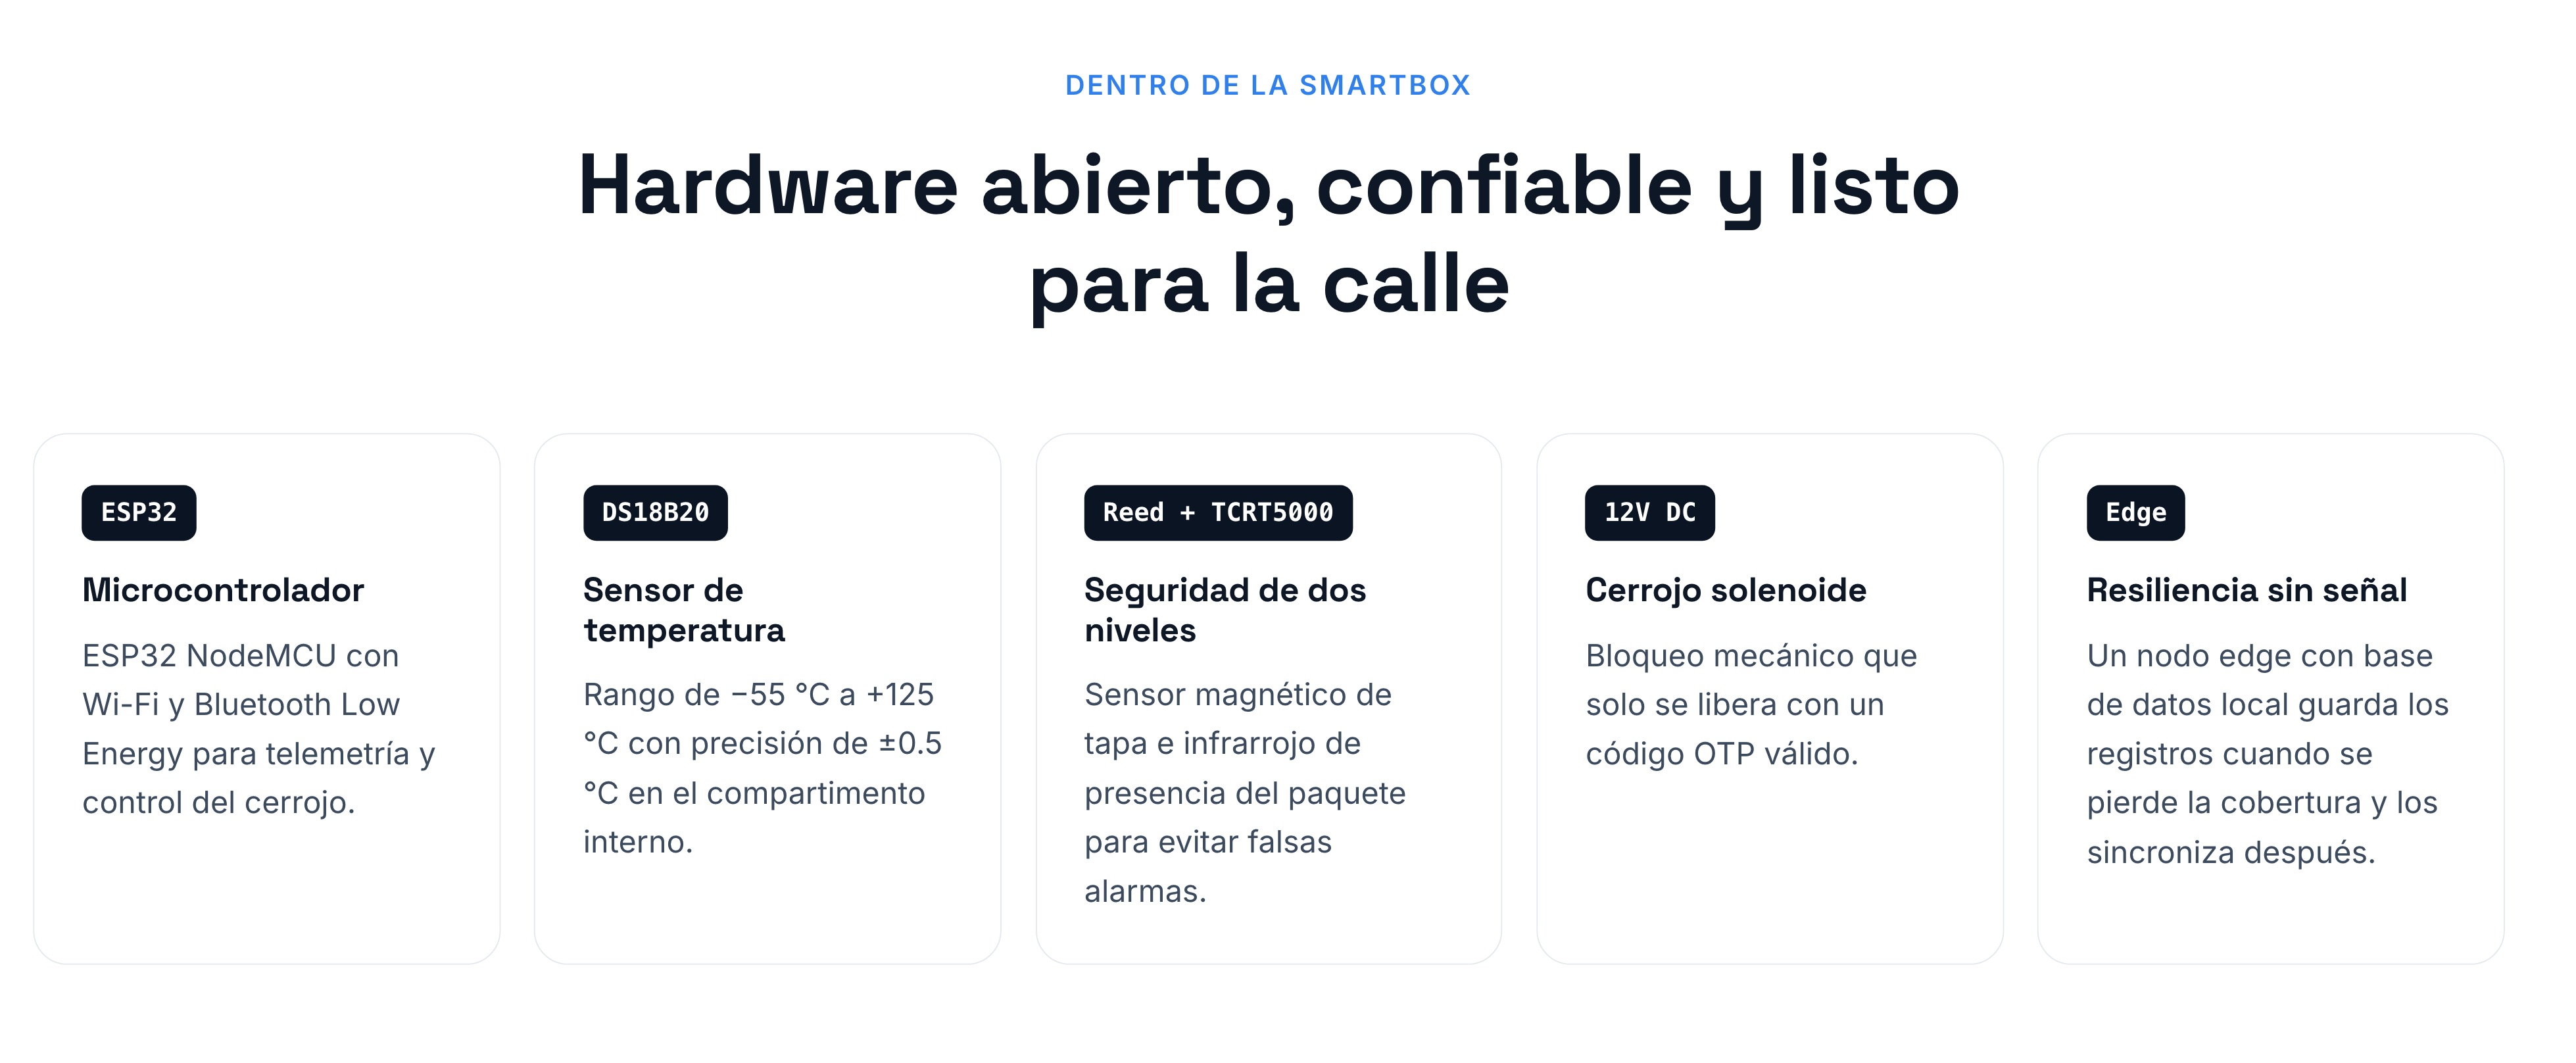 DENTRO DE LA SMARTBOX
Hardware abierto, confiable y listo
para la calle
ESP32
Microcontrolador
ESP32 NodeMCU con
Wi-Fi y Bluetooth Low
Energy para telemetría y
control del cerrojo.
DS18B20
Sensor de
temperatura
Rango de −55 °C a +125
°C con precisión de ±0.5
°C en el compartimento
interno.
Reed + TCRT5000
Seguridad de dos
niveles
Sensor magnético de
tapa e infrarrojo de
presencia del paquete
para evitar falsas
alarmas.
12V DC
Cerrojo solenoide
Bloqueo mecánico que
solo se libera con un
código OTP válido.
Edge
Resiliencia sin señal
Un nodo edge con base
de datos local guarda los
registros cuando se
pierde la cobertura y los
sincroniza después.